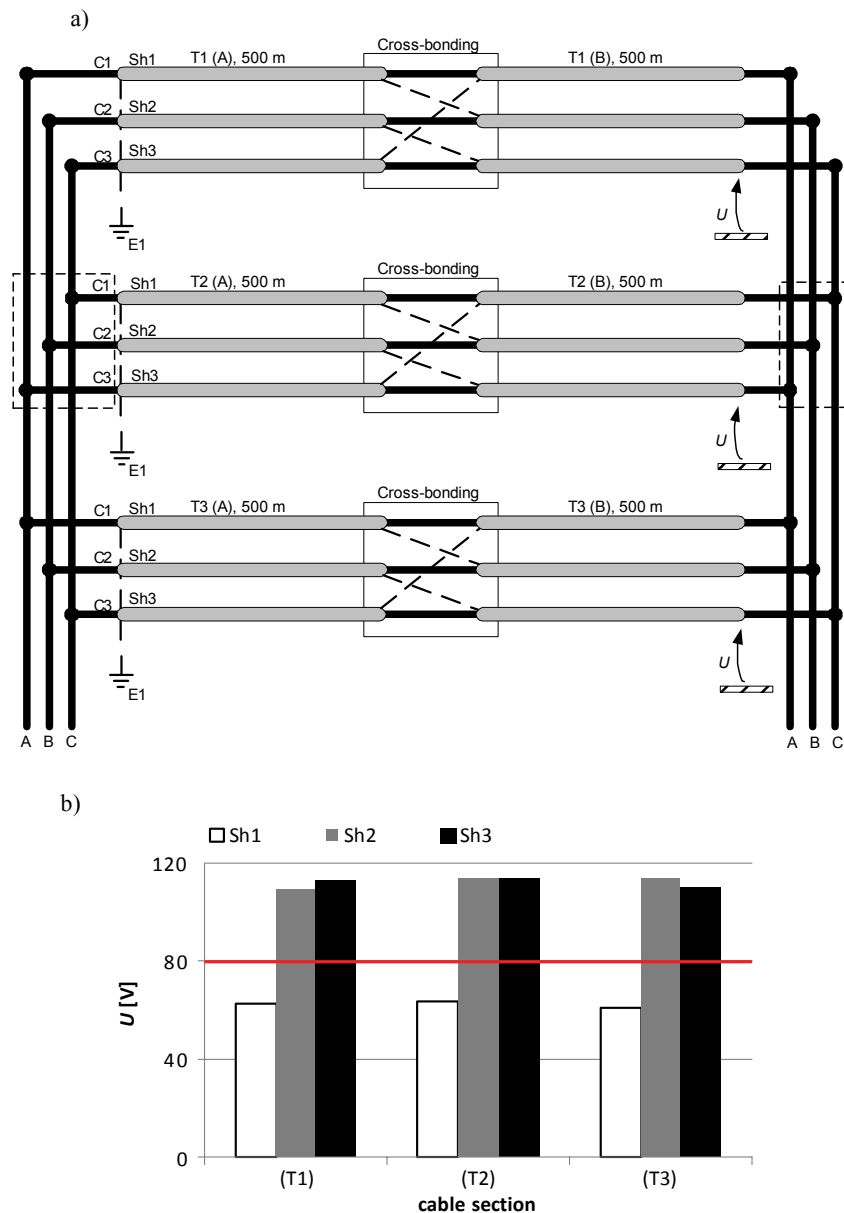 a)
Cross-bonding
C1 Sh1 T1 (A), 500 m T1 (B), 500 m
C2 Sh2
C3 Sh3
U
E1
Cross-bonding
C1 Sh1 T2 (A), 500 m T2 (B), 500 m
C2 Sh2
C3 Sh3
U
E1
Cross-bonding
C1 Sh1 T3 (A), 500 m T3 (B), 500 m
C2 Sh2
C3 Sh3
U
E1
A B C A B C
b)
Sh1 Sh2 Sh3
120
80
40
0
U [V]
(T1) (T2) (T3)
cable section